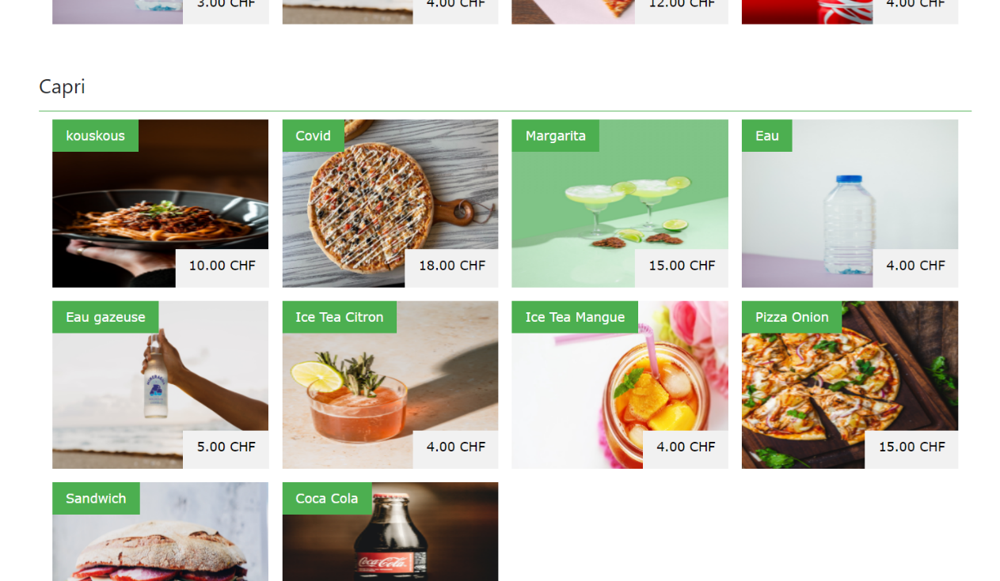 3.00 CHF
4.00 CHF
12.00 CHF
4.00 CHF
Capri
kouskous
Covid
Margarita
Eau
10.00 CHF
18.00 CHF
15.00 CHF
4.00 CHF
Eau gazeuse
Ice Tea Citron
Ice Tea Mangue
Pizza Onion
5.00 CHF
4.00 CHF
4.00 CHF
15.00 CHF
Sandwich
Coca Cola
Coca-Cola